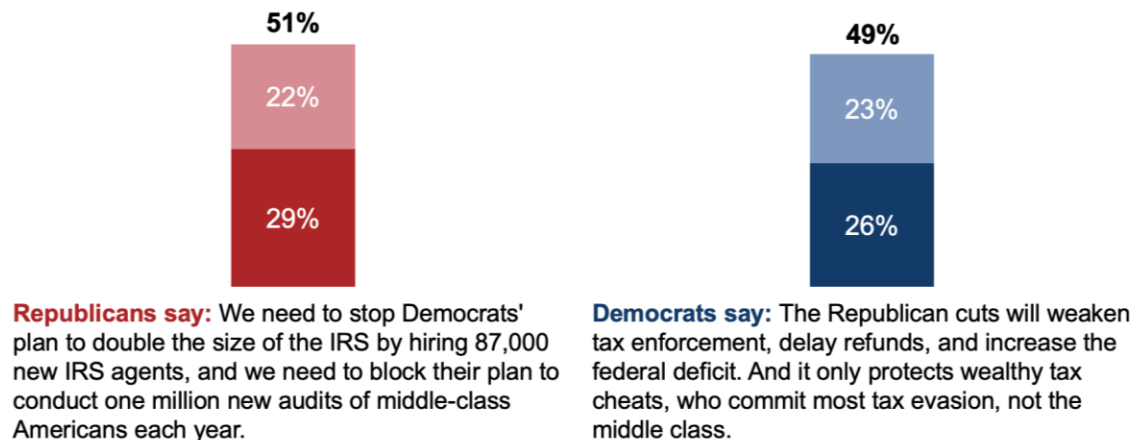 51%
22%
29%
Republicans say: We need to stop Democrats'
plan to double the size of the IRS by hiring 87,000
new IRS agents, and we need to block their plan to
conduct one million new audits of middle-class
Americans each year.
49%
23%
26%
Democrats say: The Republican cuts will weaken
tax enforcement, delay refunds, and increase the
federal deficit. And it only protects wealthy tax
cheats, who commit most tax evasion, not the
middle class.